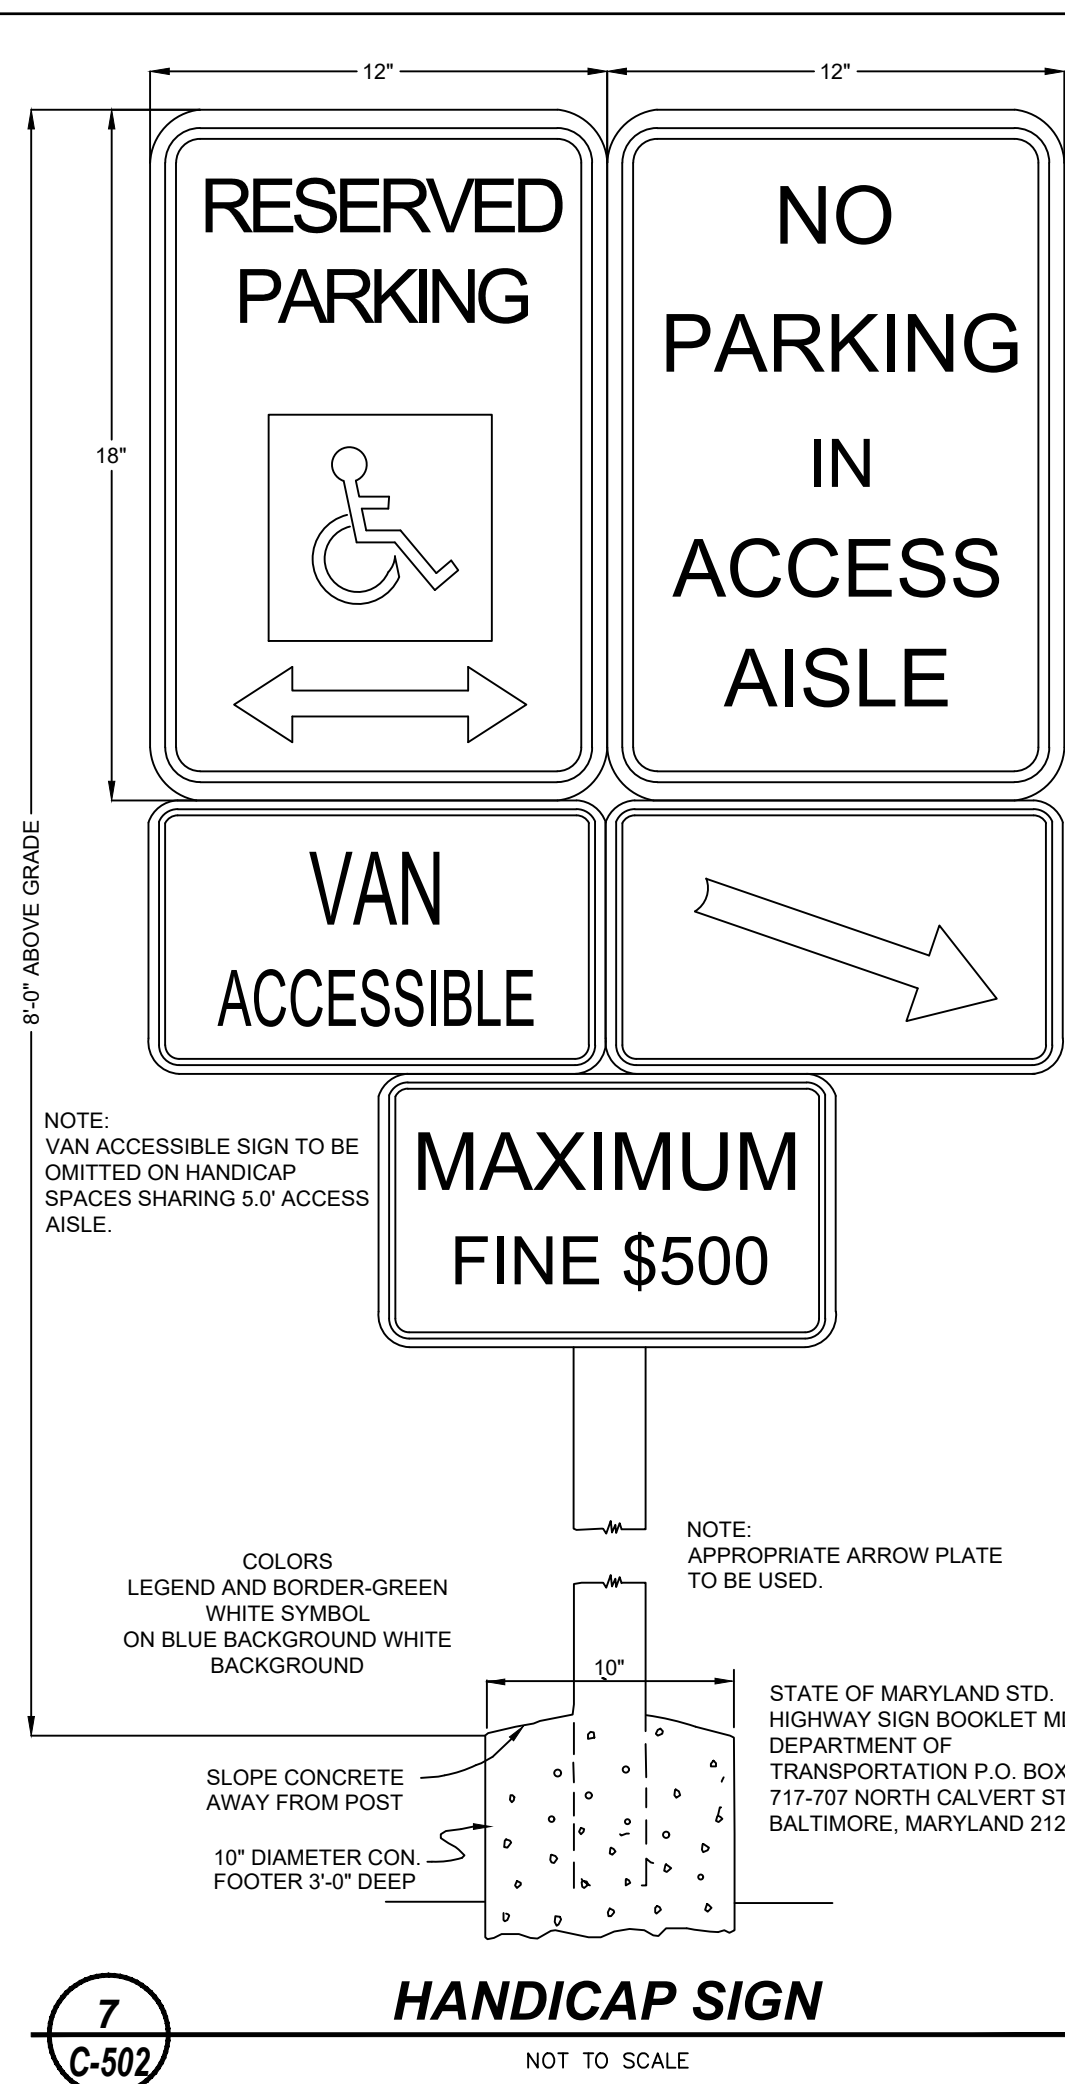 12"
12"
RESERVED
PARKING
NO
PARKING
IN
ACCESS
AISLE
18"
8'-0" ABOVE GRADE
VAN
ACCESSIBLE
NOTE:
VAN ACCESSIBLE SIGN TO BE
OMITTED ON HANDICAP
SPACES SHARING 5.0' ACCESS
AISLE.
MAXIMUM
FINE $500
NOTE:
APPROPRIATE ARROW PLATE
TO BE USED.
COLORS
LEGEND AND BORDER-GREEN
WHITE SYMBOL
ON BLUE BACKGROUND WHITE
BACKGROUND
10"
STATE OF MARYLAND STD.
HIGHWAY SIGN BOOKLET
DEPARTMENT OF
TRANSPORTATION P.O. BOX
717-707 NORTH CALVERT
BALTIMORE, MARYLAND
SLOPE CONCRETE
AWAY FROM POST
10" DIAMETER CON.
FOOTER 3'-0" DEEP
7
C-502
HANDICAP SIGN
NOT TO SCALE